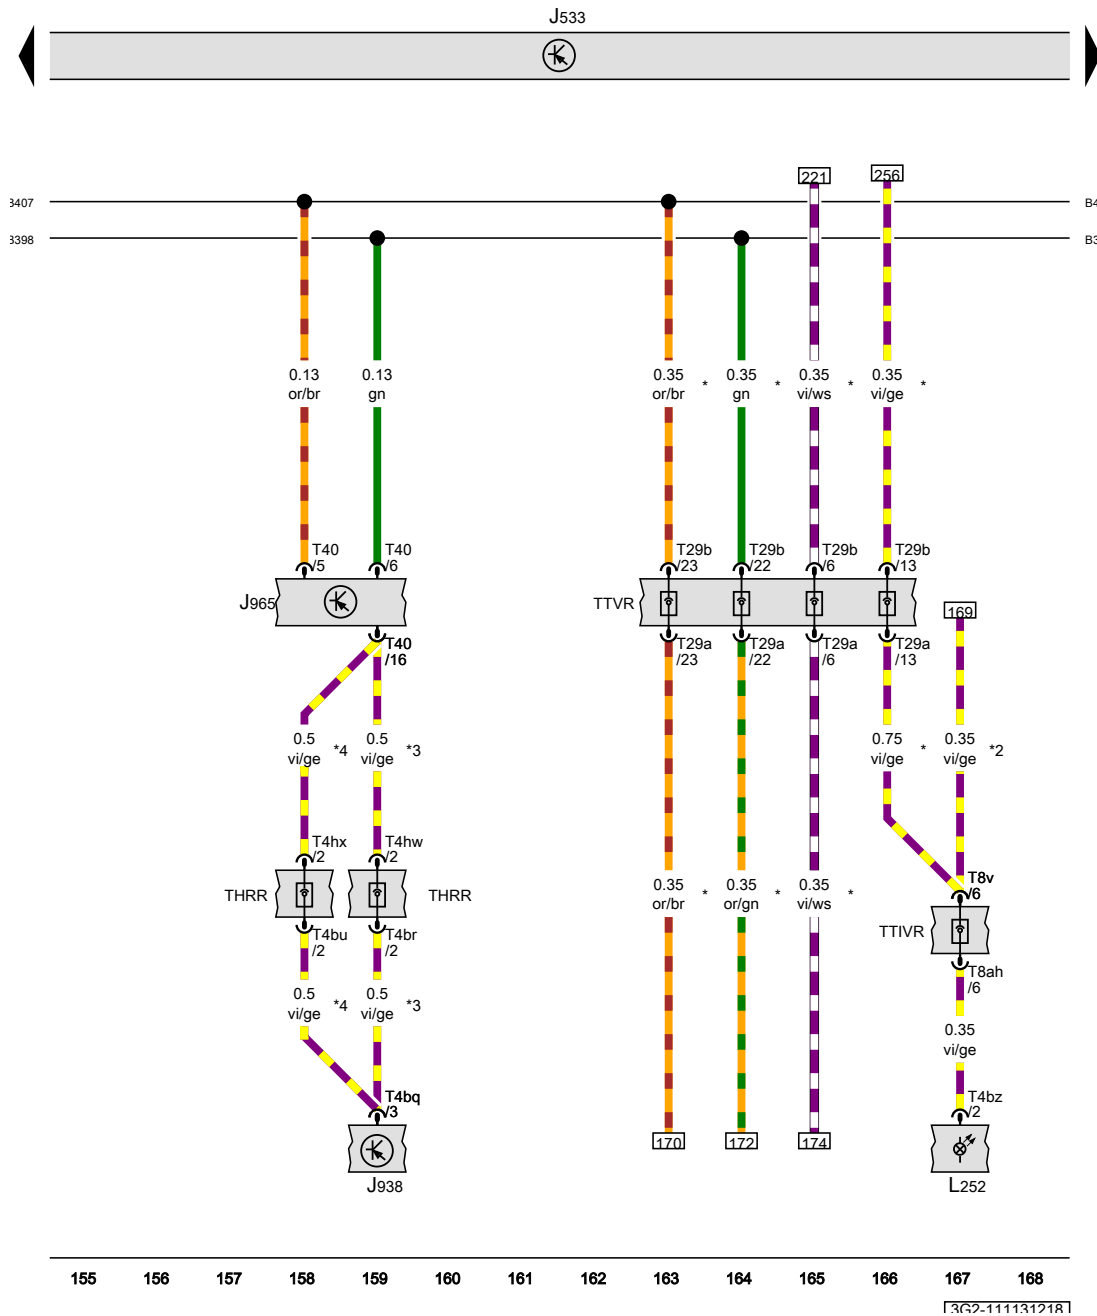 J533
221 256
B4
B3
0.13 0.13 0.35 * 0.35 * 0.35 * 0.35 *
or/br gn or/br gn vi/ws vi/ge
T40 T40 T29b T29b T29b T29b
/5 /6 /23 /22 /6 /13
J965 TTVR 169
T40 T29a T29a T29a T29a
/16 /23 /22 /6 /13
0.5 *4 0.5 *3 0.75 * 0.35 *2
vi/ge vi/ge vi/ge vi/ge
T4hx T4hw
/2 /2
T8v
/6
THRR THRR 0.35 * 0.35 * 0.35 *
or/br or/gn vi/ws
TTIVR
T4bu T4br
/2 /2
T8ah
/6
0.5 *4 0.5 *3
vi/ge vi/ge
0.35
vi/ge
T4bq T4bz
/3 /2
170 172 174
J938 L252
155 156 157 158 159 160 161 162 163 164 165 166 167 168
3G2-111131218